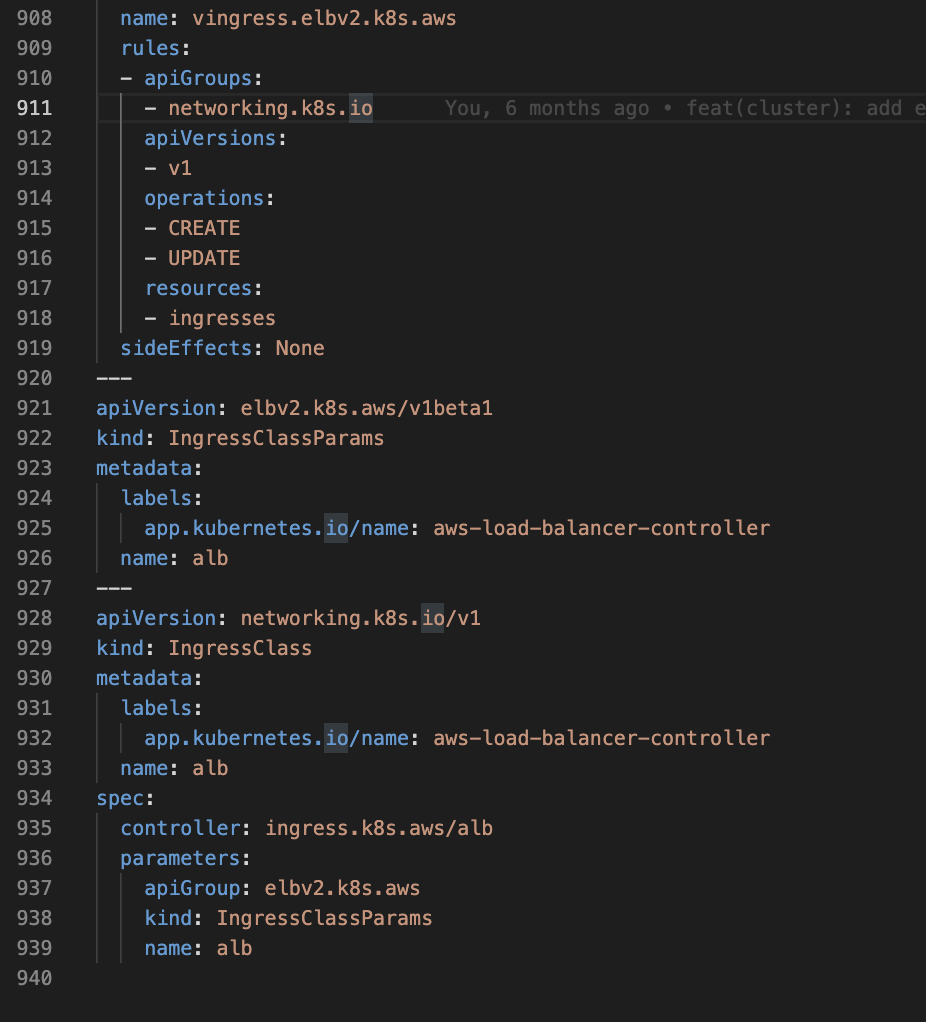 908 name: vingress.elbv2.k8s.aws
909 rules:
910 - apiGroups:
911 - networking.k8s.io You, 6 months ago • feat(cluster): add e
912 apiVersions:
913 - v1
914 operations:
915 - CREATE
916 - UPDATE
917 resources:
918 - ingresses
919 sideEffects: None
920 ---
921 apiVersion: elbv2.k8s.aws/v1beta1
922 kind: IngressClassParams
923 metadata:
924 labels:
925 app.kubernetes.io/name: aws-load-balancer-controller
926 name: alb
927 ---
928 apiVersion: networking.k8s.io/v1
929 kind: IngressClass
930 metadata:
931 labels:
932 app.kubernetes.io/name: aws-load-balancer-controller
933 name: alb
934 spec:
935 controller: ingress.k8s.aws/alb
936 parameters:
937 apiGroup: elbv2.k8s.aws
938 kind: IngressClassParams
939 name: alb
940